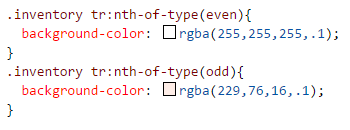 .inventory tr:nth-of-type(even){
  background-color: rgba(255,255,255,.1);
}
.inventory tr:nth-of-type(odd){
  background-color: rgba(229,76,16,.1);
}